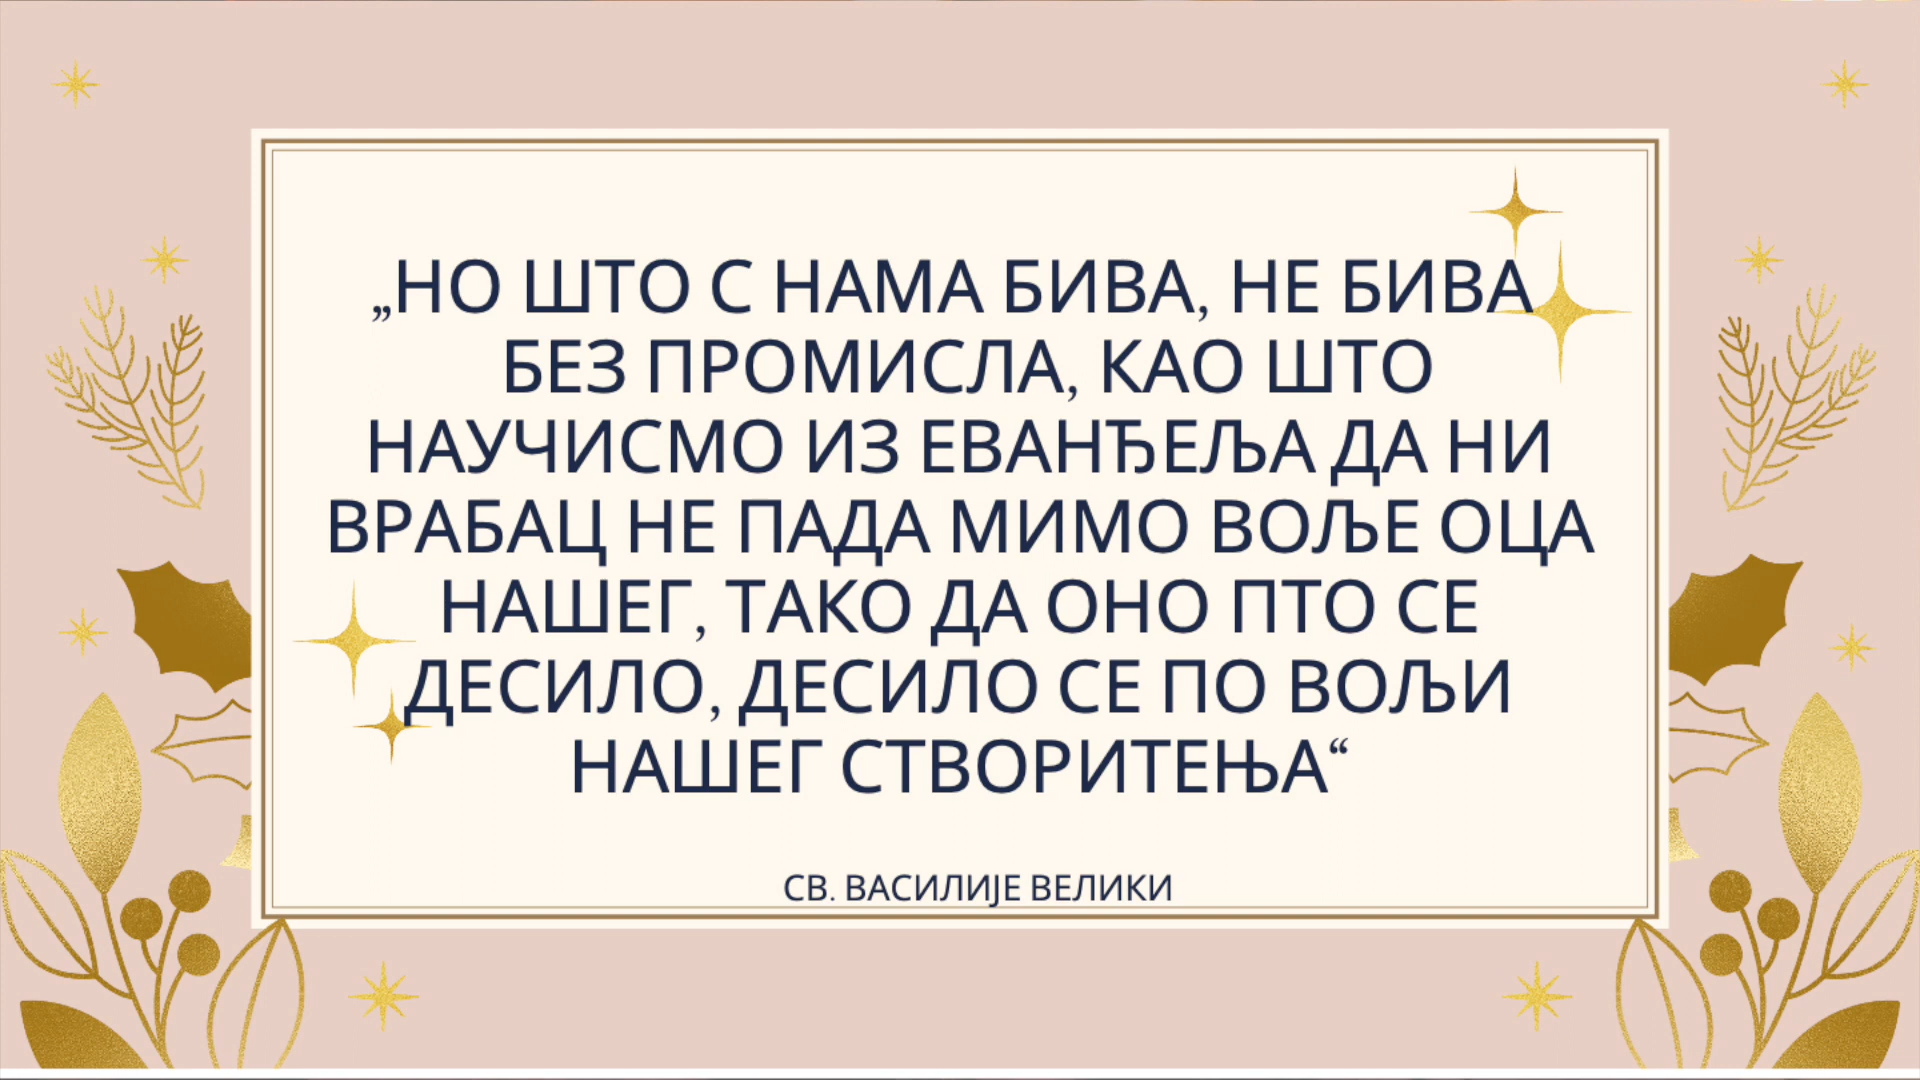 „НО ШТО С НАМА БИВА, НЕ БИВА
БЕЗ ПРОМИСЛА, КАО ШТО
НАУЧИСМО ИЗ ЕВАНЂЕЉА ДА НИ
ВРАБАЦ НЕ ПАДА МИМО ВОЉЕ ОЦА
НАШЕГ, ТАКО ДА ОНО ПТО СЕ
ДЕСИЛО, ДЕСИЛО СЕ ПО ВОЉИ
НАШЕГ СТВОРИТЕЊА“
СВ. ВАСИЛИЈЕ ВЕЛИКИ